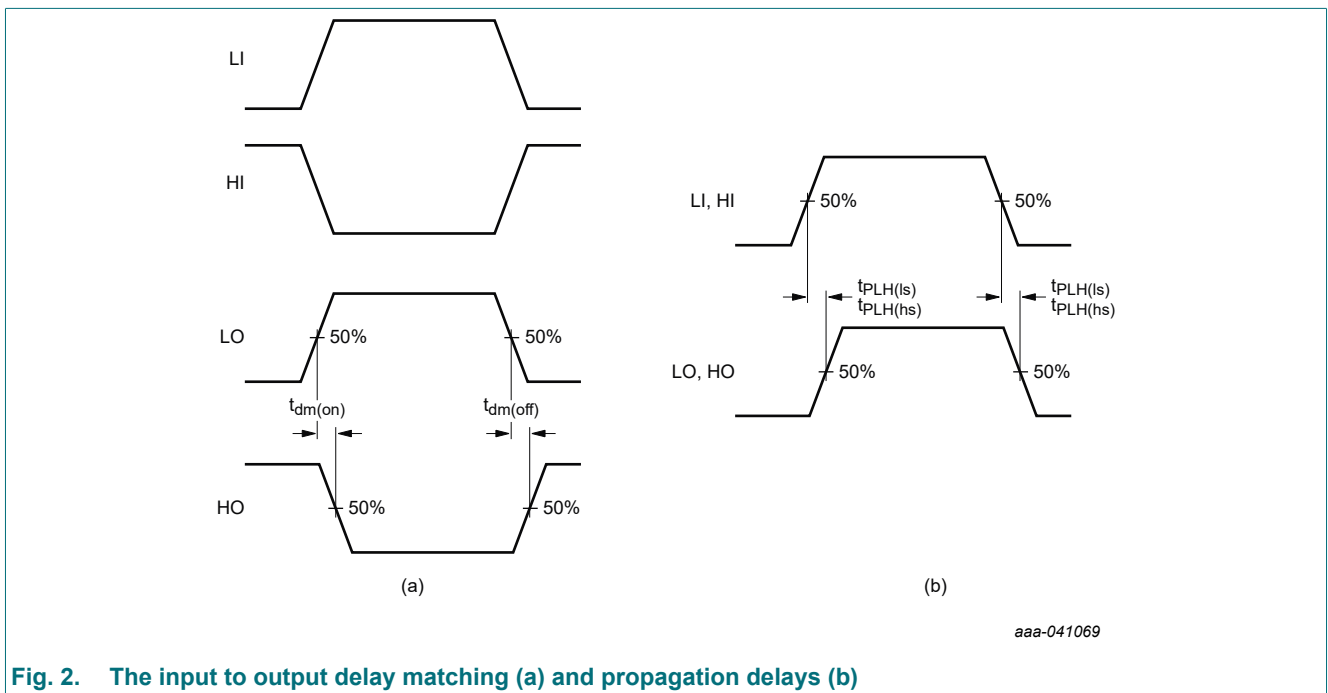 LI
HI
LO
50%
50%
tdm(on)
tdm(off)
HO
50%
50%
(a)
LI, HI
50%
50%
tPLH(ls)
tPLH(hs)
tPLH(ls)
tPLH(hs)
LO, HO
50%
50%
(b)
aaa-041069
Fig. 2. The input to output delay matching (a) and propagation delays (b)